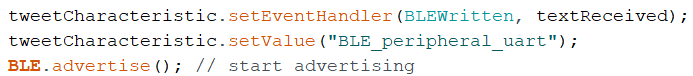 tweetCharacteristic.setEventHandler(BLEWritten, textReceived);
tweetCharacteristic.setValue("BLE_peripheral_uart");
BLE.advertise(); // start advertising